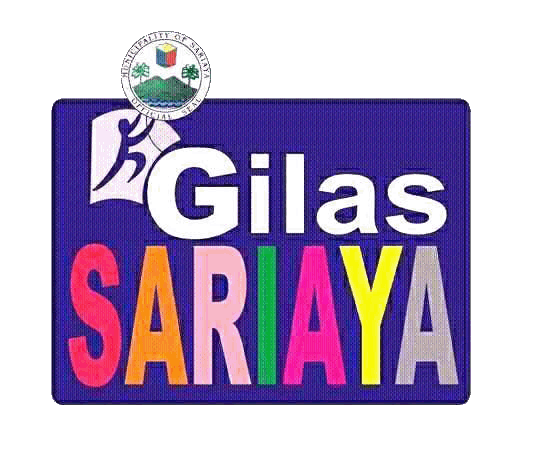 MUNICIPALITY OF SARIAYA
OFFICIAL SEAL
Gilas
SARIAYA